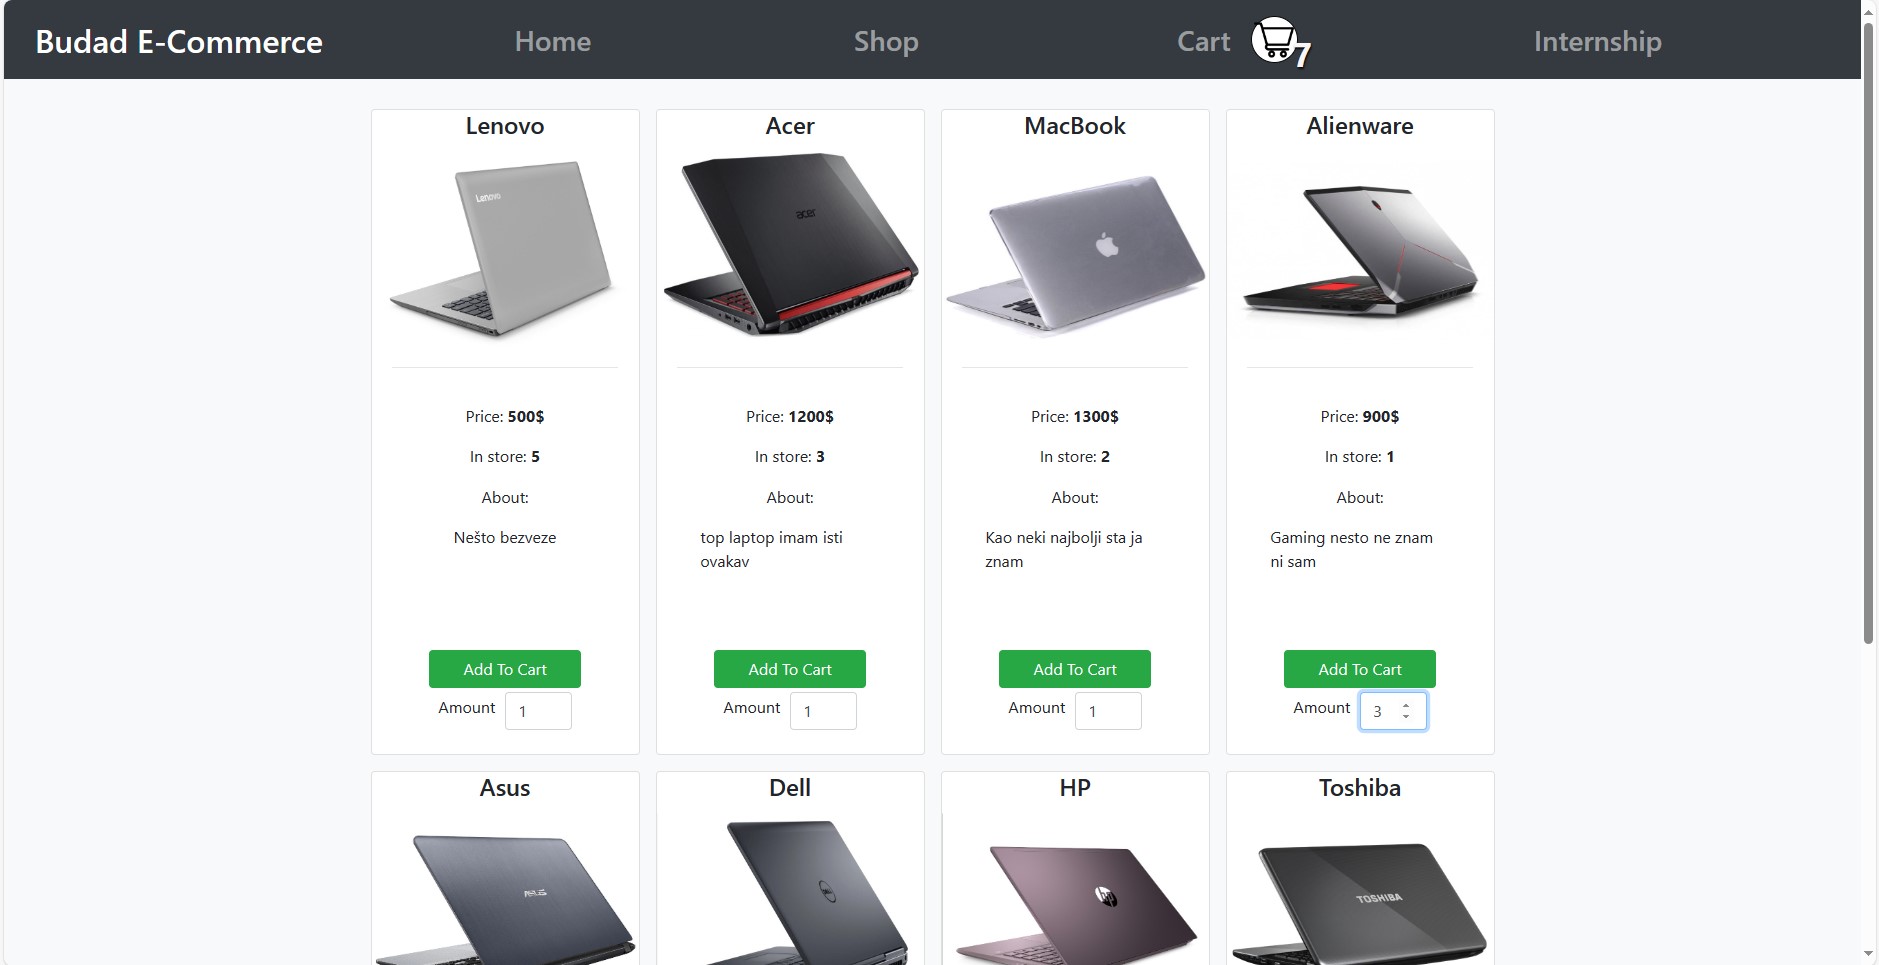 Budad E-Commerce Home Shop Cart 7 Internship
Lenovo
Lenovo
Price: 500$
In store: 5
About:
Nešto bezveze
Add To Cart
Amount 1
Acer
acer
Price: 1200$
In store: 3
About:
top laptop imam isti
ovakav
Add To Cart
Amount 1
MacBook
Price: 1300$
In store: 2
About:
Kao neki najbolji sta ja
znam
Add To Cart
Amount 1
Alienware
Price: 900$
In store: 1
About:
Gaming nesto ne znam
ni sam
Add To Cart
Amount 3
Asus
ASUS
Dell
DELL
HP
hp
Toshiba
TOSHIBA